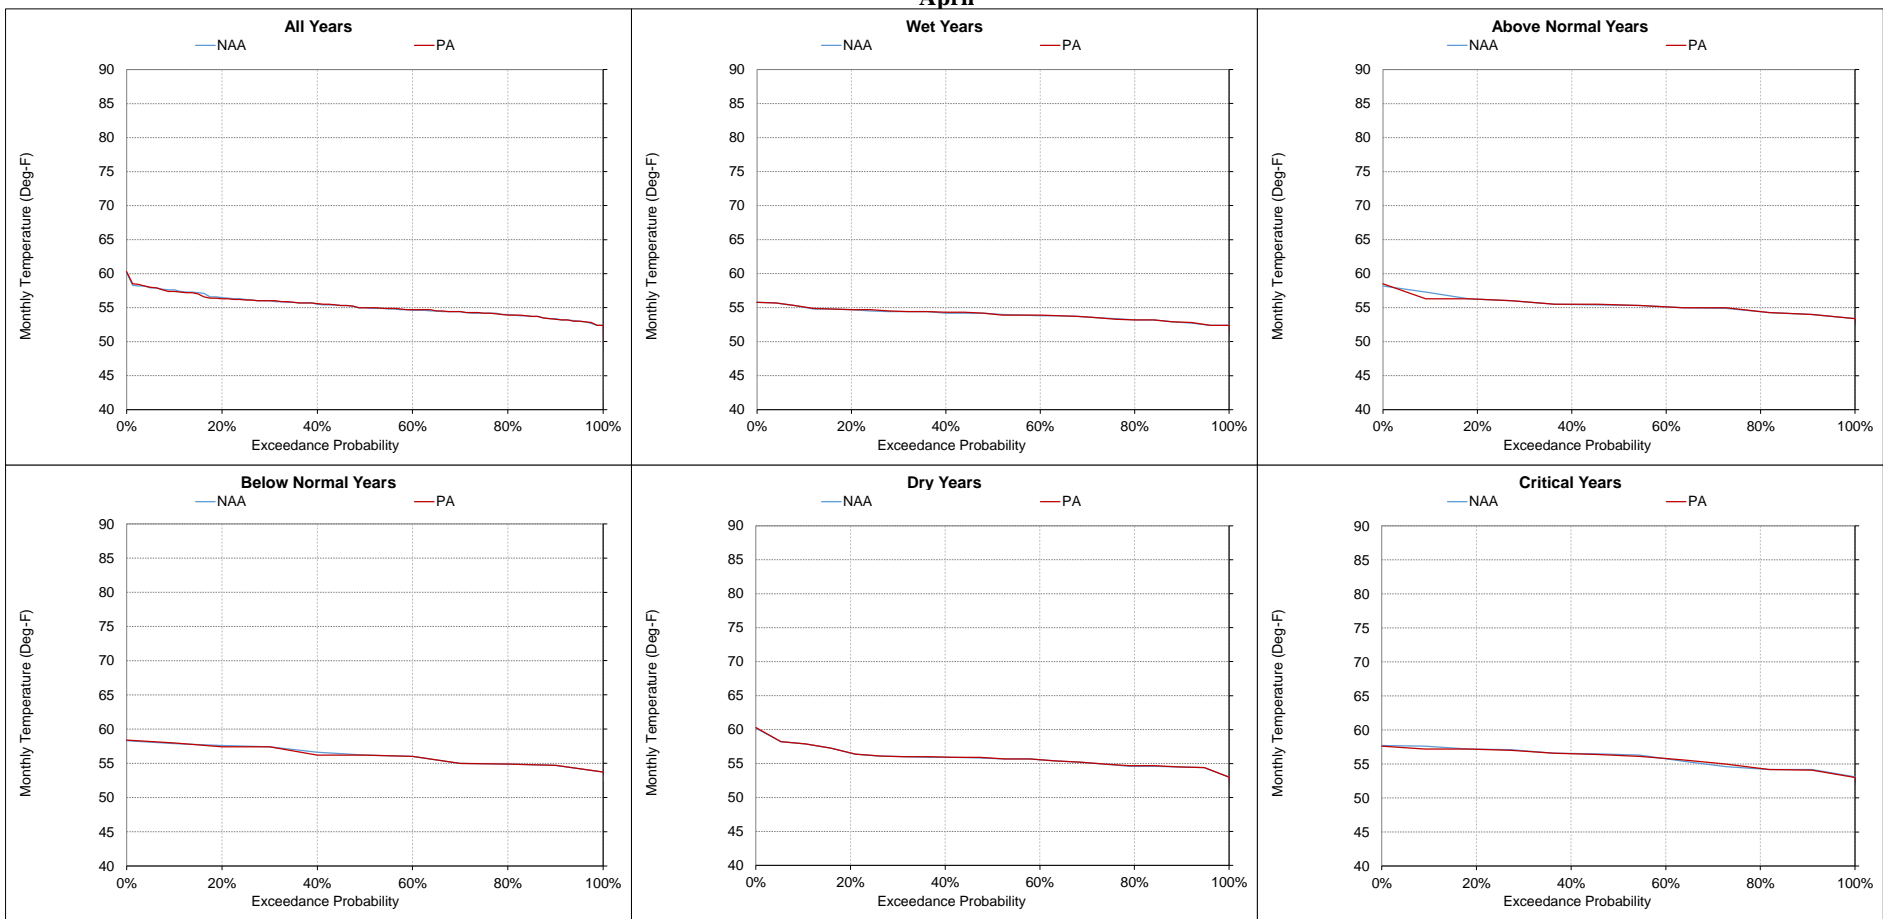 April
All Years
NAA PA
90
85
80
75
70
65
60
55
50
45
40
Monthly Temperature (Deg-F)
0% 20% 40% 60% 80% 100%
Exceedance Probability
Wet Years
NAA PA
90
85
80
75
70
65
60
55
50
45
40
Monthly Temperature (Deg-F)
0% 20% 40% 60% 80% 100%
Exceedance Probability
Above Normal Years
NAA PA
90
85
80
75
70
65
60
55
50
45
40
Monthly Temperature (Deg-F)
0% 20% 40% 60% 80% 100%
Exceedance Probability
Below Normal Years
NAA PA
90
85
80
75
70
65
60
55
50
45
40
Monthly Temperature (Deg-F)
0% 20% 40% 60% 80% 100%
Exceedance Probability
Dry Years
NAA PA
90
85
80
75
70
65
60
55
50
45
40
Monthly Temperature (Deg-F)
0% 20% 40% 60% 80% 100%
Exceedance Probability
Critical Years
NAA PA
90
85
80
75
70
65
60
55
50
45
40
Monthly Temperature (Deg-F)
0% 20% 40% 60% 80% 100%
Exceedance Probability